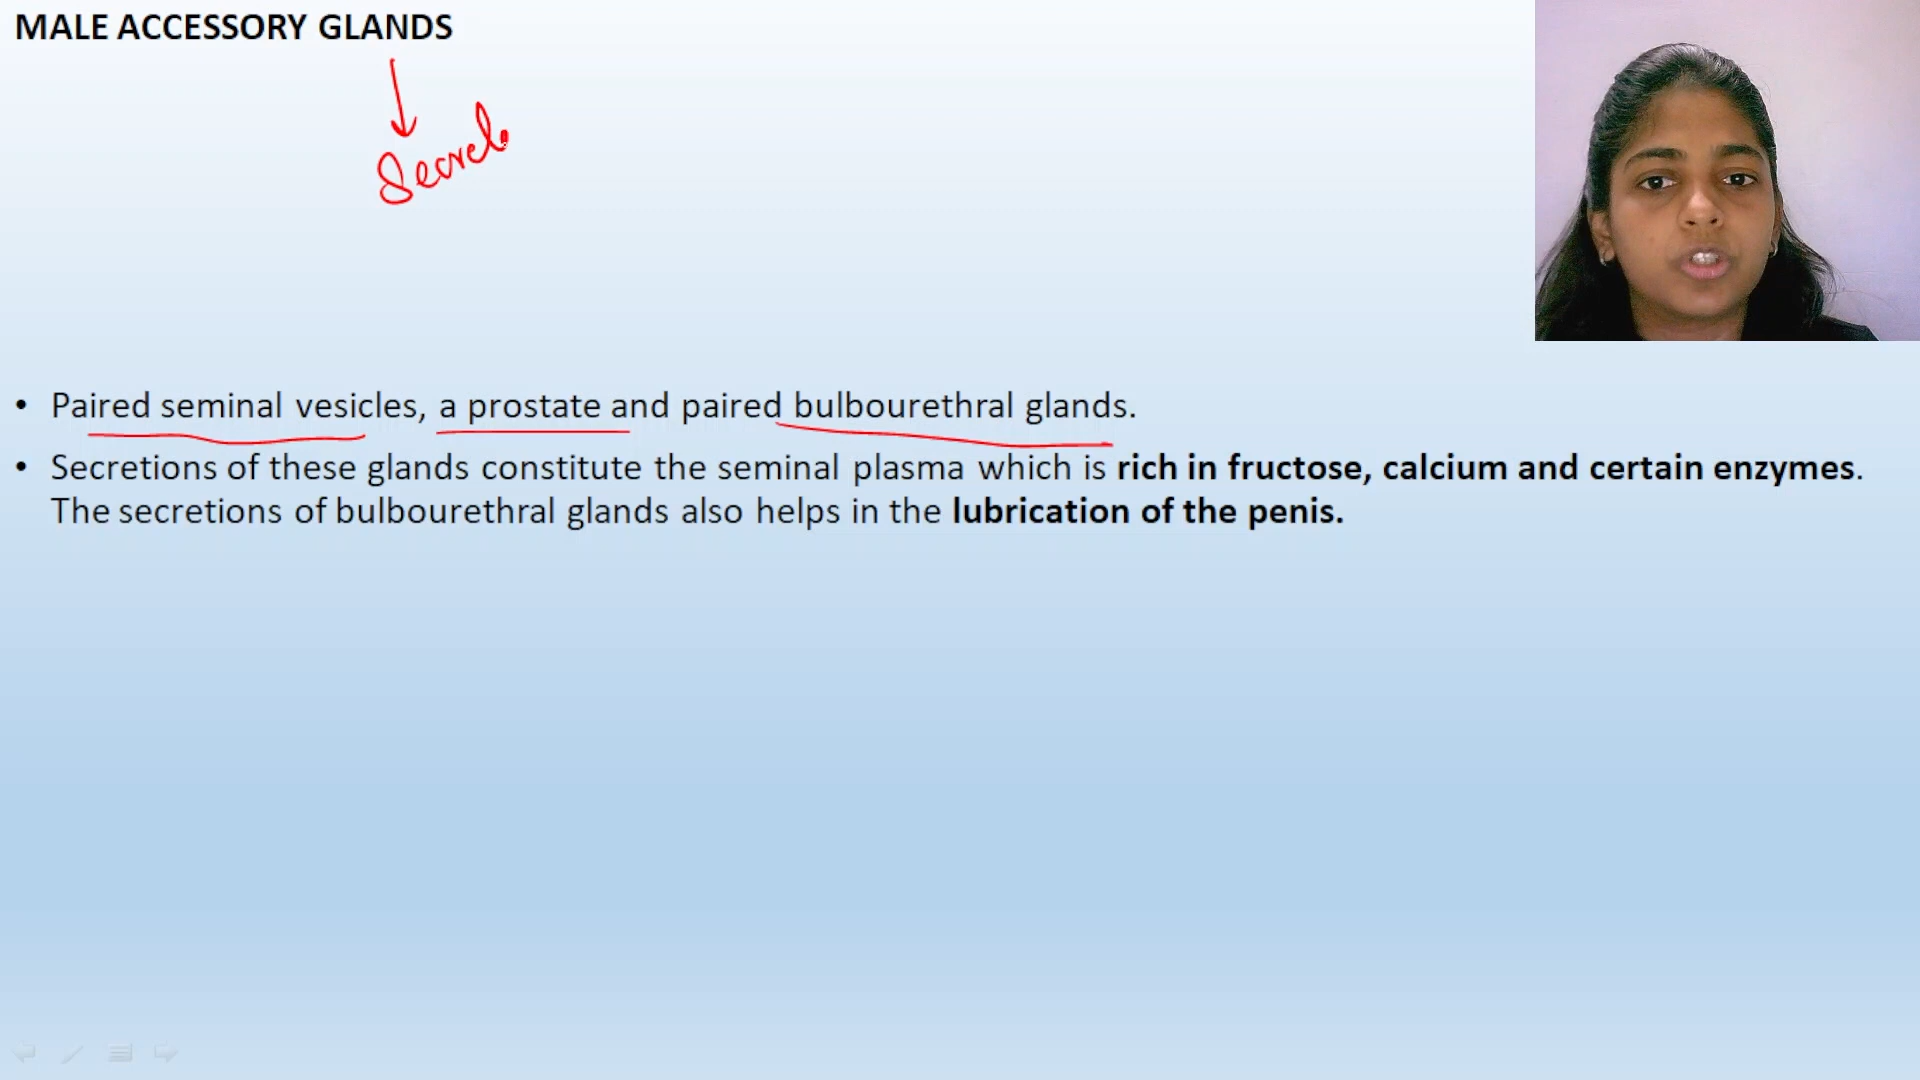 MALE ACCESSORY GLANDS
Secret
• Paired seminal vesicles, a prostate and paired bulbourethral glands.
• Secretions of these glands constitute the seminal plasma which is rich in fructose, calcium and certain enzymes.
The secretions of bulbourethral glands also helps in the lubrication of the penis.